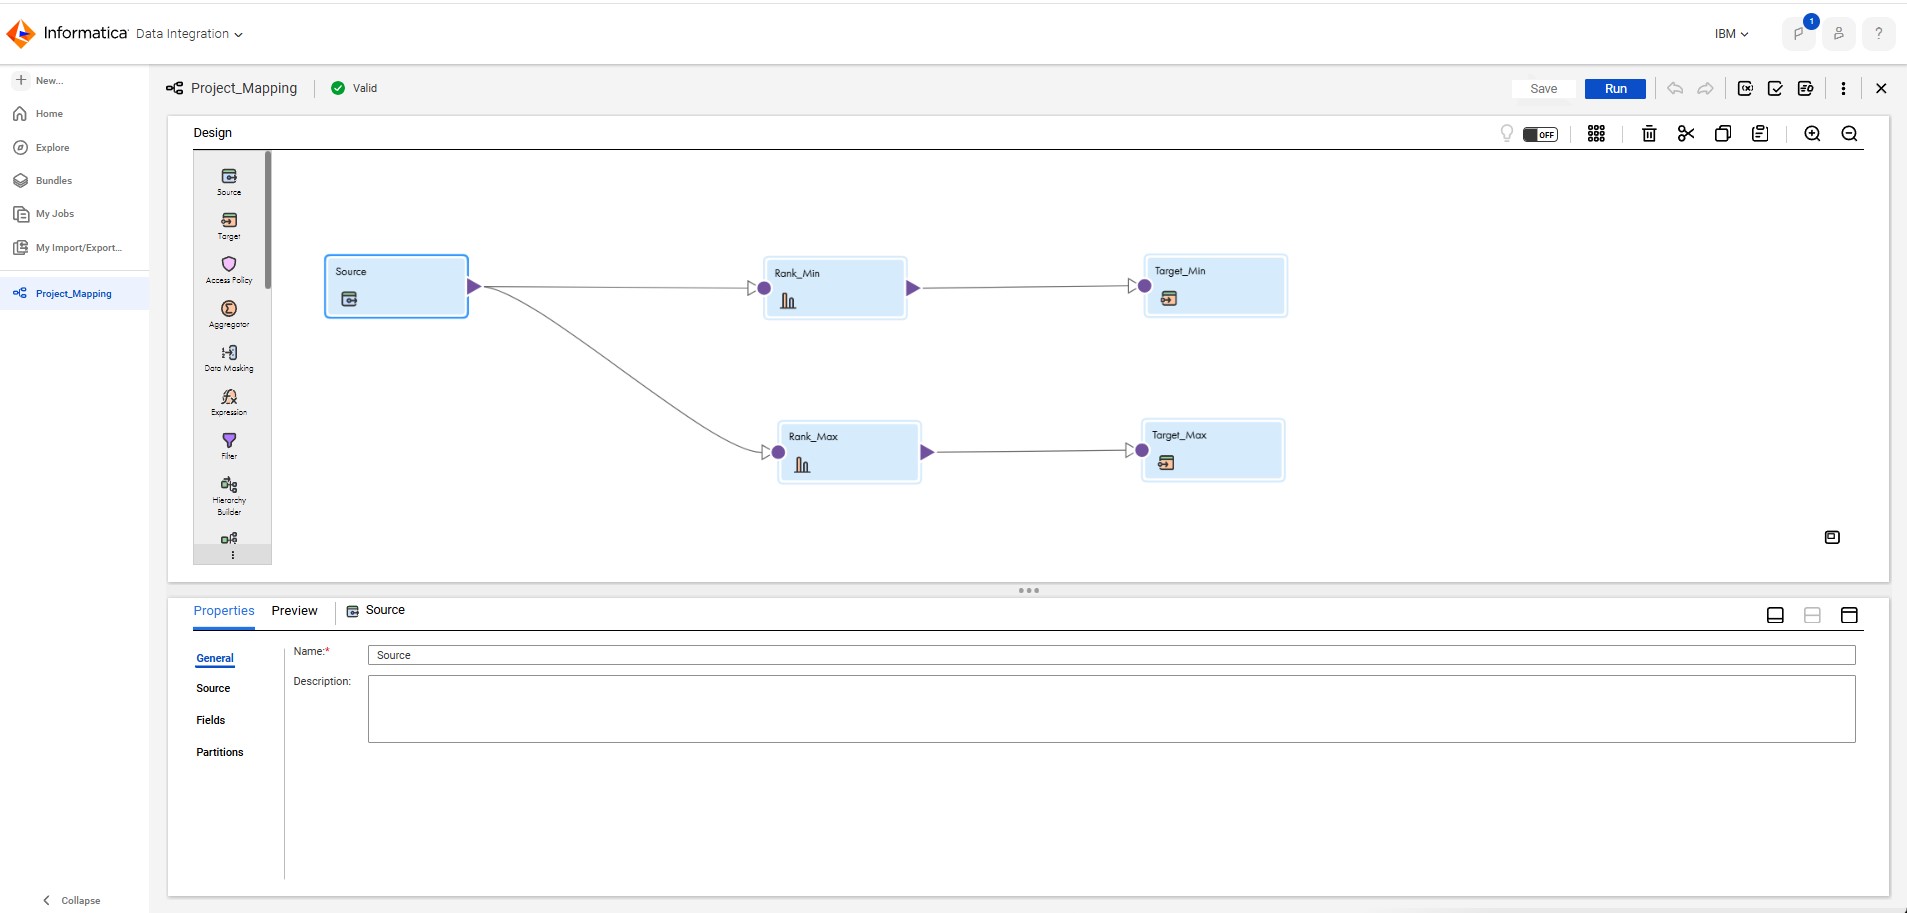 Informatica Data Integration
IBM
1
?
New...
Home
Explore
Bundles
My Jobs
My Import/Export...
Project_Mapping
Collapse
Project_Mapping
Valid
Save
Run
Design
OFF
Source
Target
Access Policy
Aggregator
Data Masking
Expression
Filter
Hierarchy
Builder
Source
Rank_Min
Target_Min
Rank_Max
Target_Max
Properties
Preview
Source
General
Source
Fields
Partitions
Name:*
Source
Description: